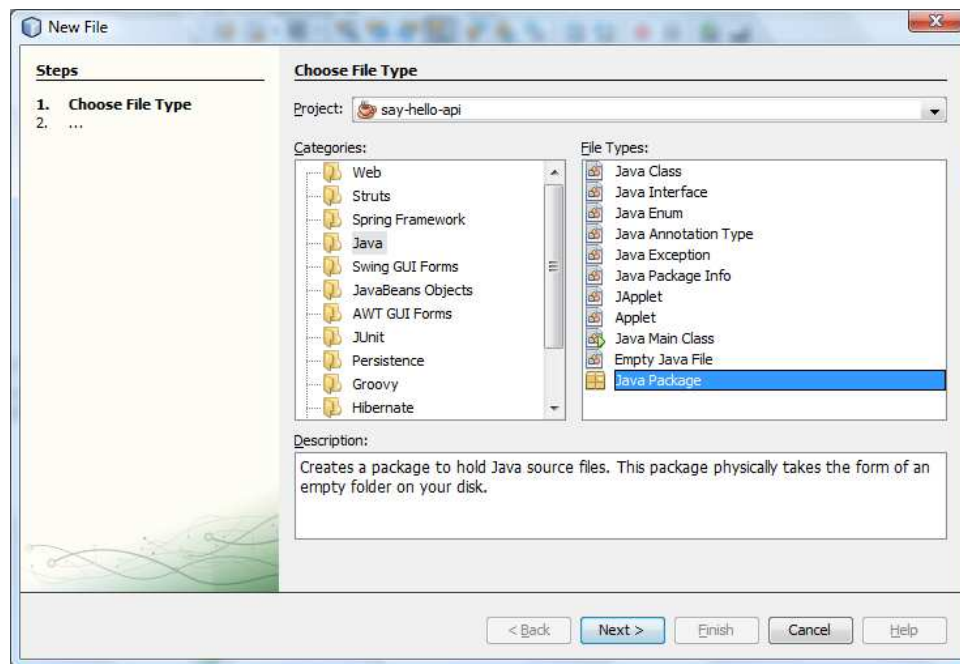 New File
Steps
1. Choose File Type
2. ...
Choose File Type
Project: say-hello-api
Categories:
Web
Struts
Spring Framework
Java
Swing GUI Forms
JavaBeans Objects
AWT GUI Forms
JUnit
Persistence
Groovy
Hibernate
File Types:
Java Class
Java Interface
Java Enum
Java Annotation Type
Java Exception
Java Package Info
JApplet
Applet
Java Main Class
Empty Java File
Java Package
Description:
Creates a package to hold Java source files. This package physically takes the form of an
empty folder on your disk.
< Back Next > Finish Cancel Help